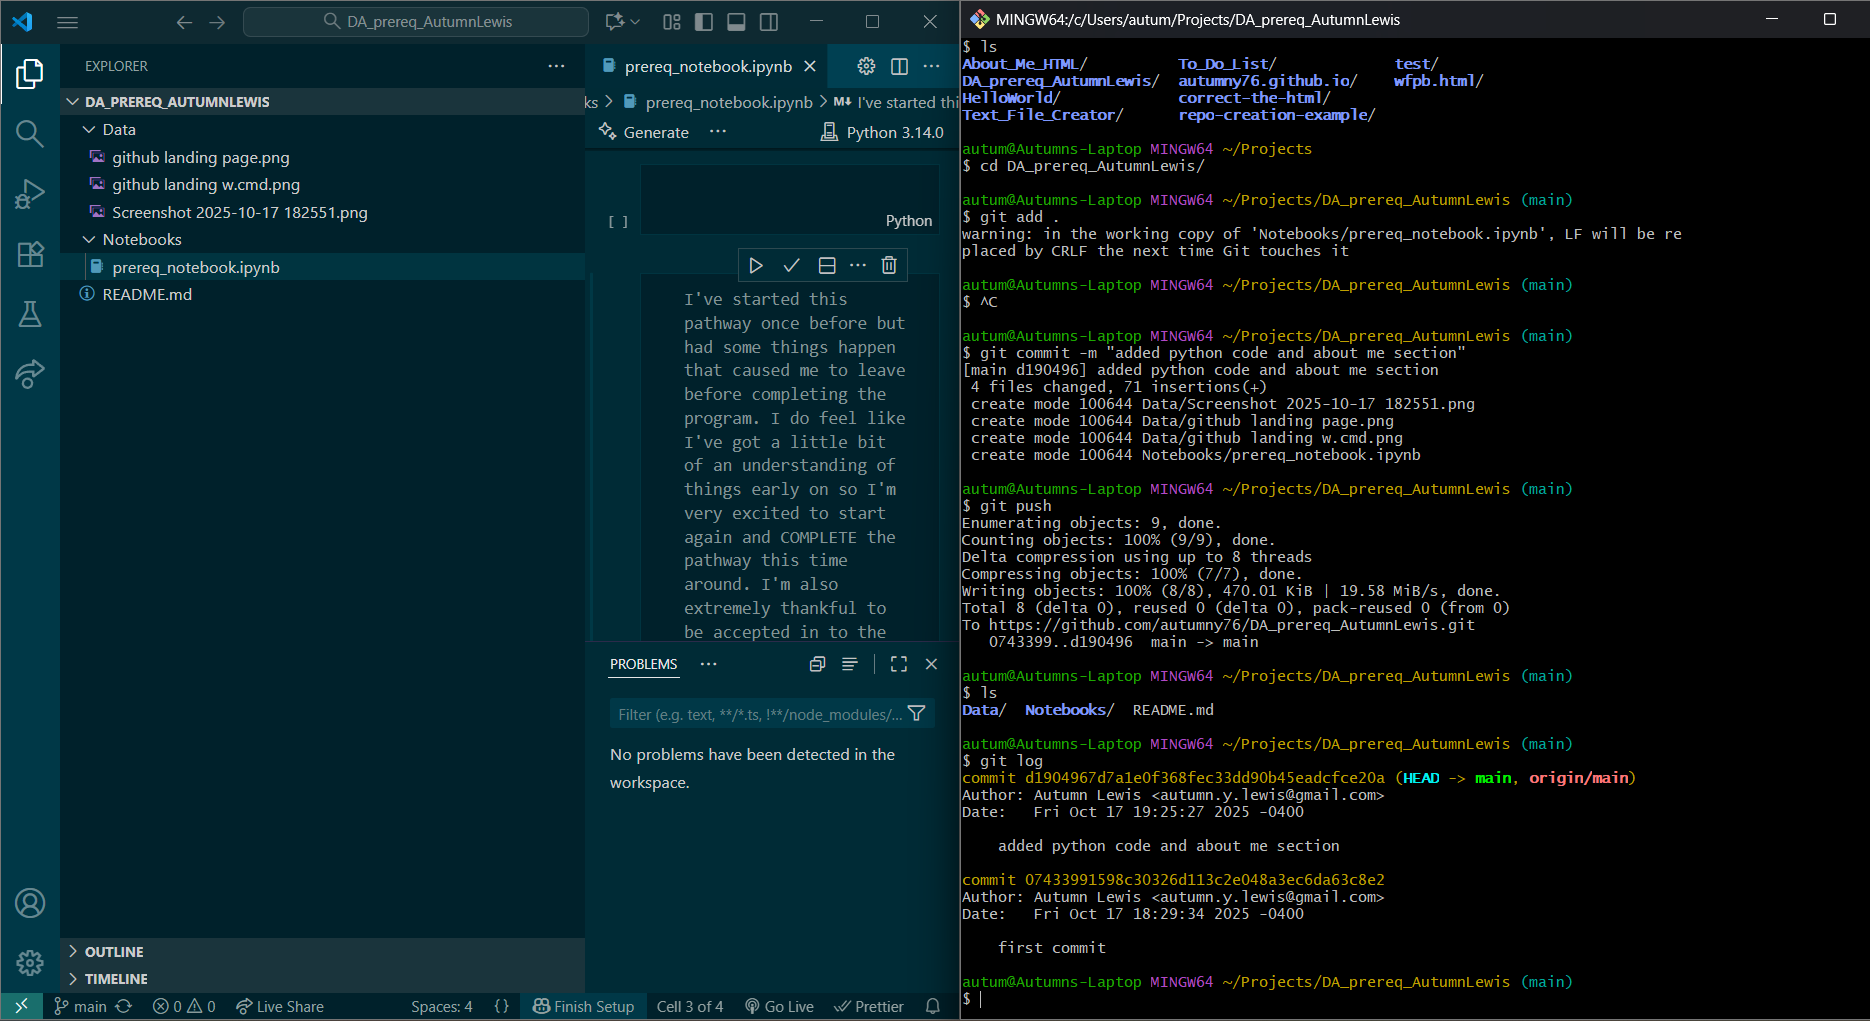 DA_prereq_AutumnLewis
EXPLORER
DA_PREREQ_AUTUMNLEWIS
Data
github landing page.png
github landing w.cmd.png
Screenshot 2025-10-17 182551.png
Notebooks
prereq_notebook.ipynb
README.md
OUTLINE
TIMELINE
prereq_notebook.ipynb
ks > prereq_notebook.ipynb > M↓ I've started thi
Generate ··· Python 3.14.0
[ ]
Python
I've started this
pathway once before but
had some things happen
that caused me to leave
before completing the
program. I do feel like
I've got a little bit
of an understanding of
things early on so I'm
very excited to start
again and COMPLETE the
pathway this time
around. I'm also
extremely thankful to
be accepted in to the
PROBLEMS
Filter (e.g. text, **/*.ts, !**/node_modules/...
No problems have been detected in the
workspace.
main 0 0 Live Share Spaces: 4 {} Finish Setup Cell 3 of 4 Go Live Prettier
MINGW64:/c/Users/autum/Projects/DA_prereq_AutumnLewis
$ ls
About_Me_HTML/ To_Do_List/ test/
DA_prereq_AutumnLewis/ autumny76.github.io/ wfpb.html/
HelloWorld/ correct-the-html/
Text_File_Creator/ repo-creation-example/
autum@Autumns-Laptop MINGW64 ~/Projects
$ cd DA_prereq_AutumnLewis/
autum@Autumns-Laptop MINGW64 ~/Projects/DA_prereq_AutumnLewis (main)
$ git add .
warning: in the working copy of 'Notebooks/prereq_notebook.ipynb', LF will be re
placed by CRLF the next time Git touches it
autum@Autumns-Laptop MINGW64 ~/Projects/DA_prereq_AutumnLewis (main)
$ ^C
autum@Autumns-Laptop MINGW64 ~/Projects/DA_prereq_AutumnLewis (main)
$ git commit -m "added python code and about me section"
[main d190496] added python code and about me section
4 files changed, 71 insertions(+)
create mode 100644 Data/Screenshot 2025-10-17 182551.png
create mode 100644 Data/github landing page.png
create mode 100644 Data/github landing w.cmd.png
create mode 100644 Notebooks/prereq_notebook.ipynb
autum@Autumns-Laptop MINGW64 ~/Projects/DA_prereq_AutumnLewis (main)
$ git push
Enumerating objects: 9, done.
Counting objects: 100% (9/9), done.
Delta compression using up to 8 threads
Compressing objects: 100% (7/7), done.
Writing objects: 100% (8/8), 470.01 KiB | 19.58 MiB/s, done.
Total 8 (delta 0), reused 0 (delta 0), pack-reused 0 (from 0)
To https://github.com/autumny76/DA_prereq_AutumnLewis.git
0743399..d190496 main -> main
autum@Autumns-Laptop MINGW64 ~/Projects/DA_prereq_AutumnLewis (main)
$ ls
Data/ Notebooks/ README.md
autum@Autumns-Laptop MINGW64 ~/Projects/DA_prereq_AutumnLewis (main)
$ git log
commit d1904967d7a1e0f368fec33dd90b45eadcfce20a (HEAD -> main, origin/main)
Author: Autumn Lewis <autumn.y.lewis@gmail.com>
Date: Fri Oct 17 19:25:27 2025 -0400
added python code and about me section
commit 07433991598c30326d113c2e048a3ec6da63c8e2
Author: Autumn Lewis <autumn.y.lewis@gmail.com>
Date: Fri Oct 17 18:29:34 2025 -0400
first commit
autum@Autumns-Laptop MINGW64 ~/Projects/DA_prereq_AutumnLewis (main)
$